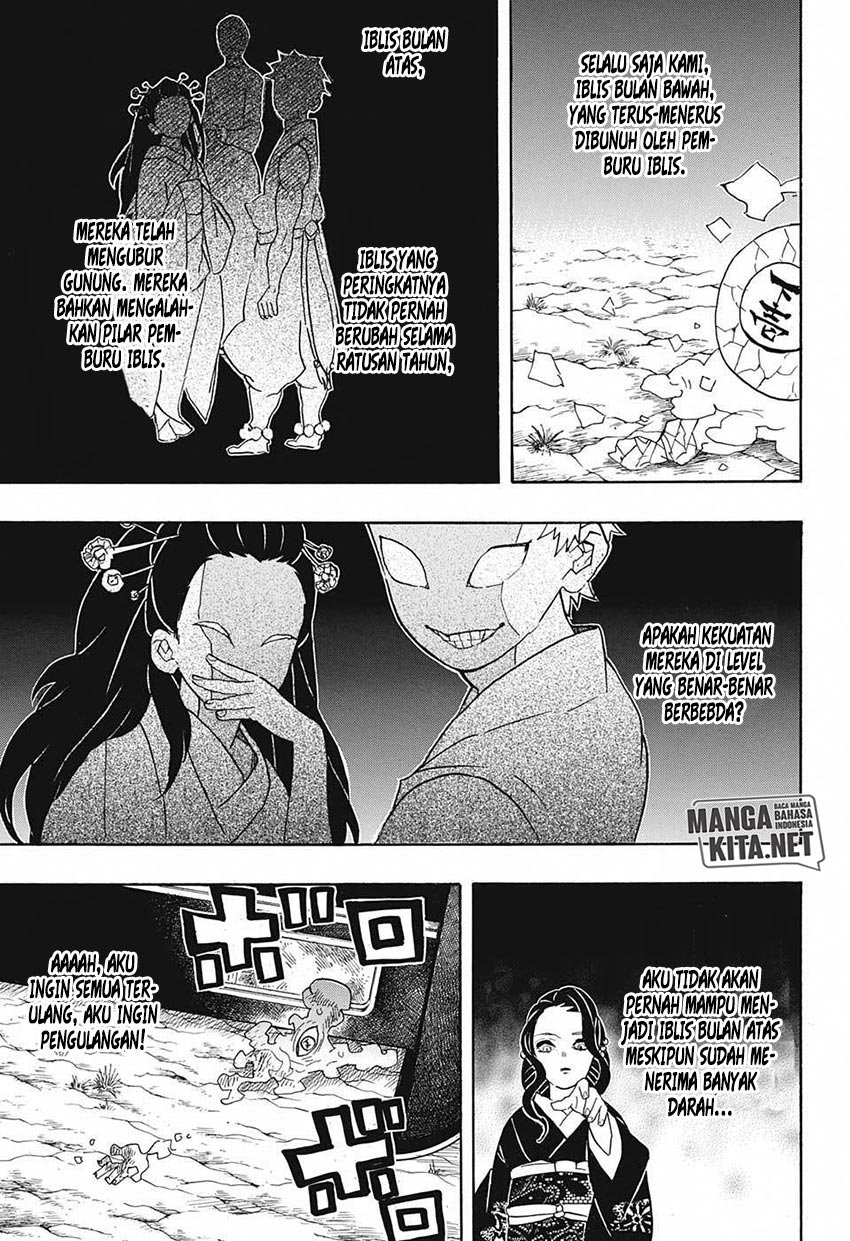 SELALU SAJA KAMI,
IBLIS BULAN BAWAH,
YANG TERUS-MENERUS
DIBUNUH OLEH PEM-
BURU IBLIS.
IBLIS BULAN
ATAS,
IBLIS YANG
PERINGKATNYA
TIDAK PERNAH
BERUBAH SELAMA
RATUSAN TAHUN,
MEREKA TELAH
MENGUBUR
GUNUNG. MEREKA
BAHKAN MENGALAH-
KAN PILAR PEM-
BURU IBLIS.
APAKAH KEKUATAN
MEREKA DI LEVEL
YANG BENAR-BENAR
BERBEBDA?
MANGA
KITA.NET
BACA MANGA
BAHASA
INDONESIA
AKU TIDAK AKAN
PERNAH MAMPU MEN-
JADI IBLIS BULAN ATAS
MESKIPUN SUDAH ME-
NERIMA BANYAK
DARAH...
AAAAH, AKU
INGIN SEMUA TER-
ULANG, AKU INGIN
PENGULANGAN!